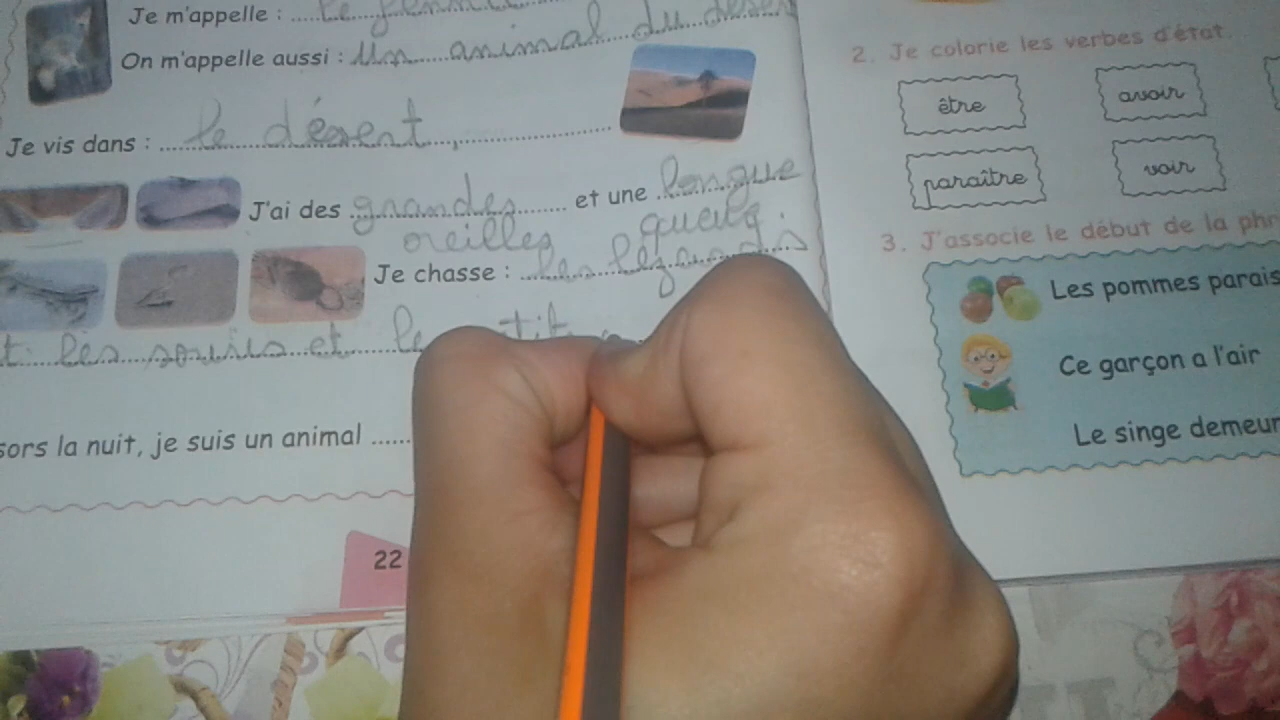 Je m'appelle : le fennec
On m'appelle aussi : Un animal du désert
Je vis dans : le désert,
J'ai des grandes et une longue
oreilles queuq.
Je chasse : les lézards
les souris et le
sors la nuit, je suis un animal
22
2. Je colorie les verbes d'état.
être avoir
paraître voir
3. J'associe le début de la
Les pommes parais
Ce garçon a l'air
Le singe demeur